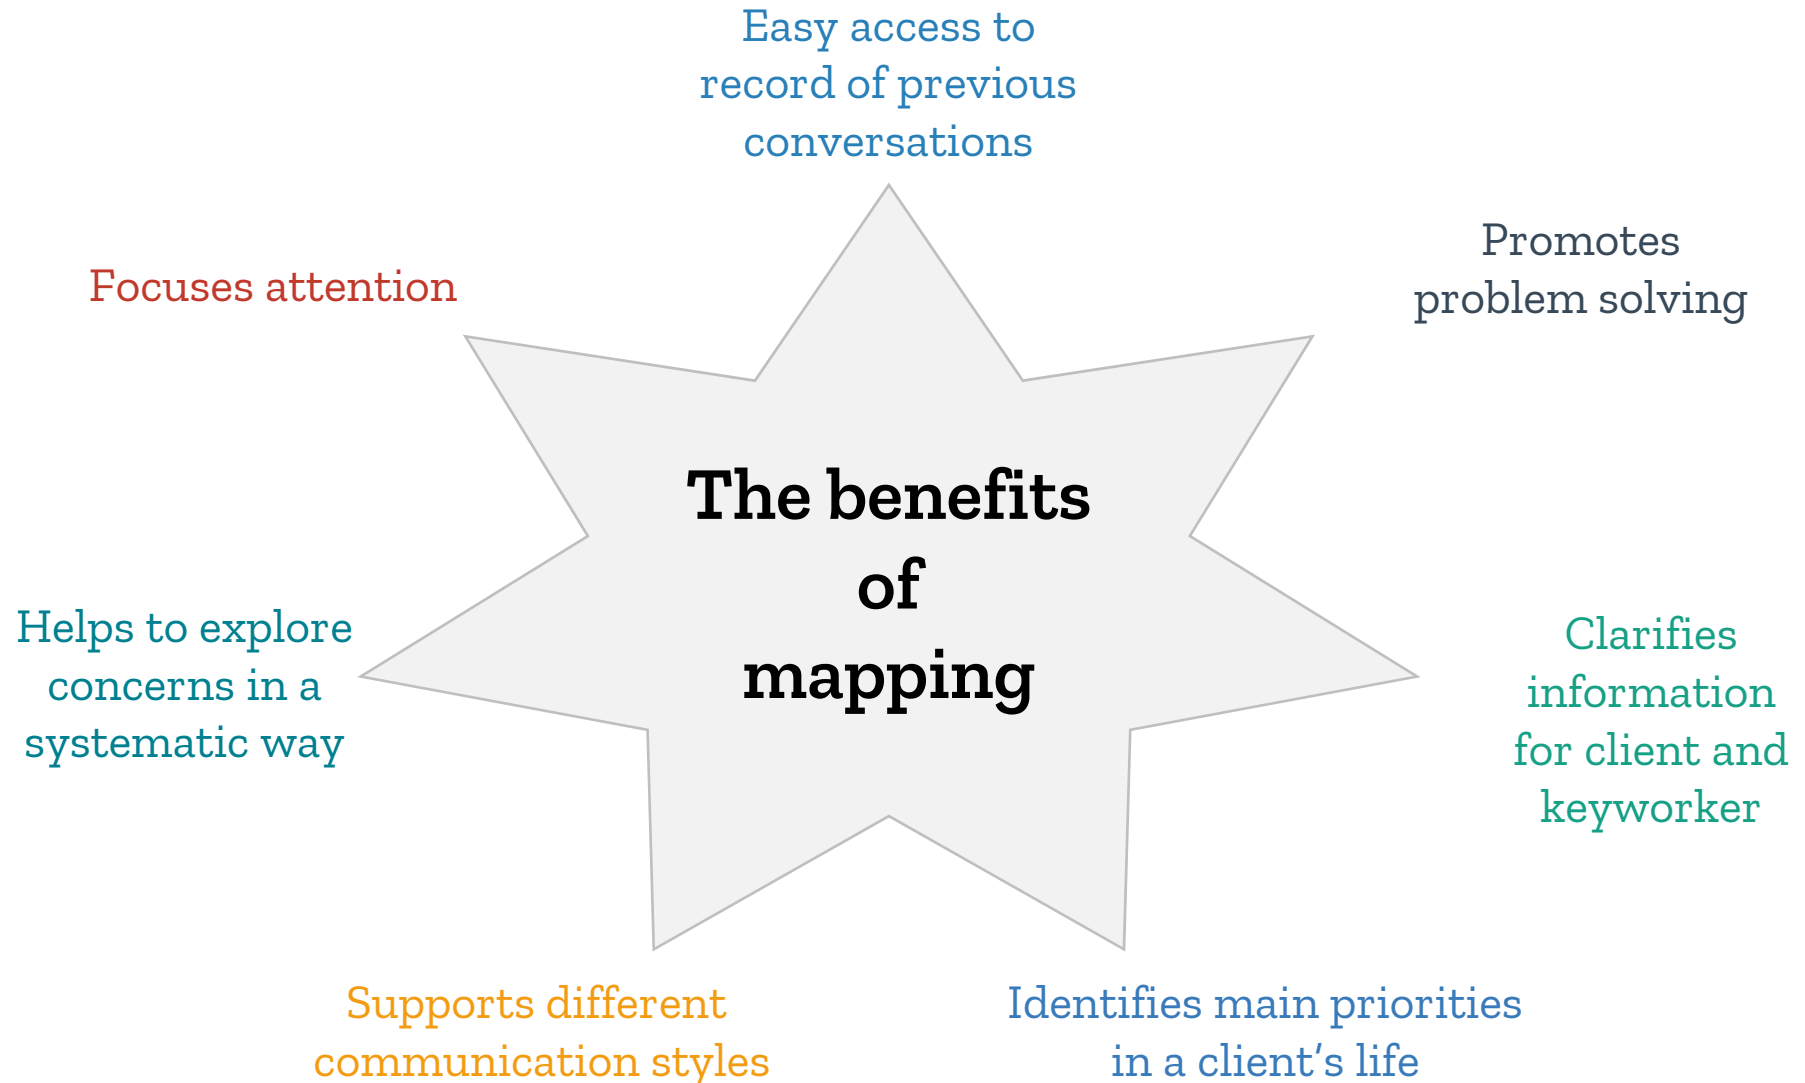 Easy access to
record of previous
conversations
Promotes
problem solving
Focuses attention
The benefits
of
mapping
Helps to explore
concerns in a
systematic way
Clarifies
information
for client and
keyworker
Supports different
communication styles
Identifies main priorities
in a client‘s life